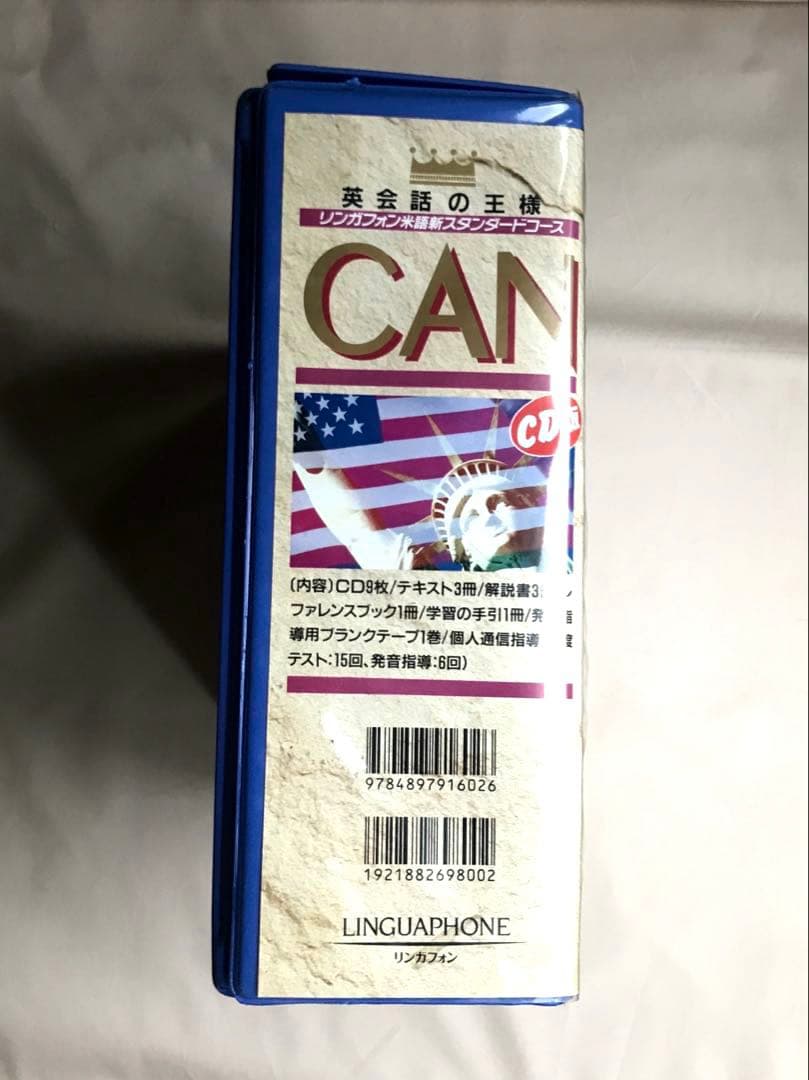 英会話の王様
リンガフォン米語新スタンダードコース
CAN
CD
(内容)CD9枚/テキスト3冊/解説書3
ファレンスブック1冊/学習の手引1冊/発
導用ブランクテープ1巻/個人通信指導
テスト:15回、発音指導:6回)
9784897916026
1921882698002
LINGUAPHONE
リンガフォン